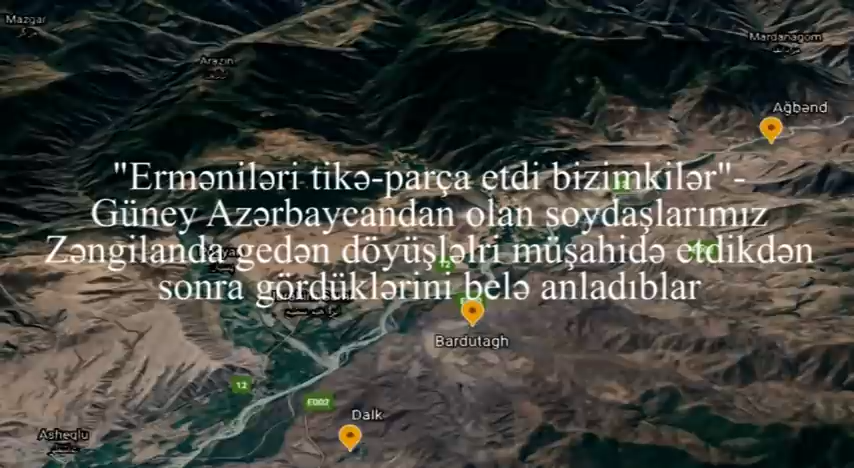 Mazgar
Mardanagom
Arazin
Ağbənd
"Erməniləri tikə-parça etdi bizimkilər"-
Güney Azərbaycandan olan soydaşlarımız
Zəngilanda gedən döyüşləlri müşahidə etdikdən
sonra gördüklərini belə anladıblar
12
Bardutagh
12
E002
Dalk
Asheqlu